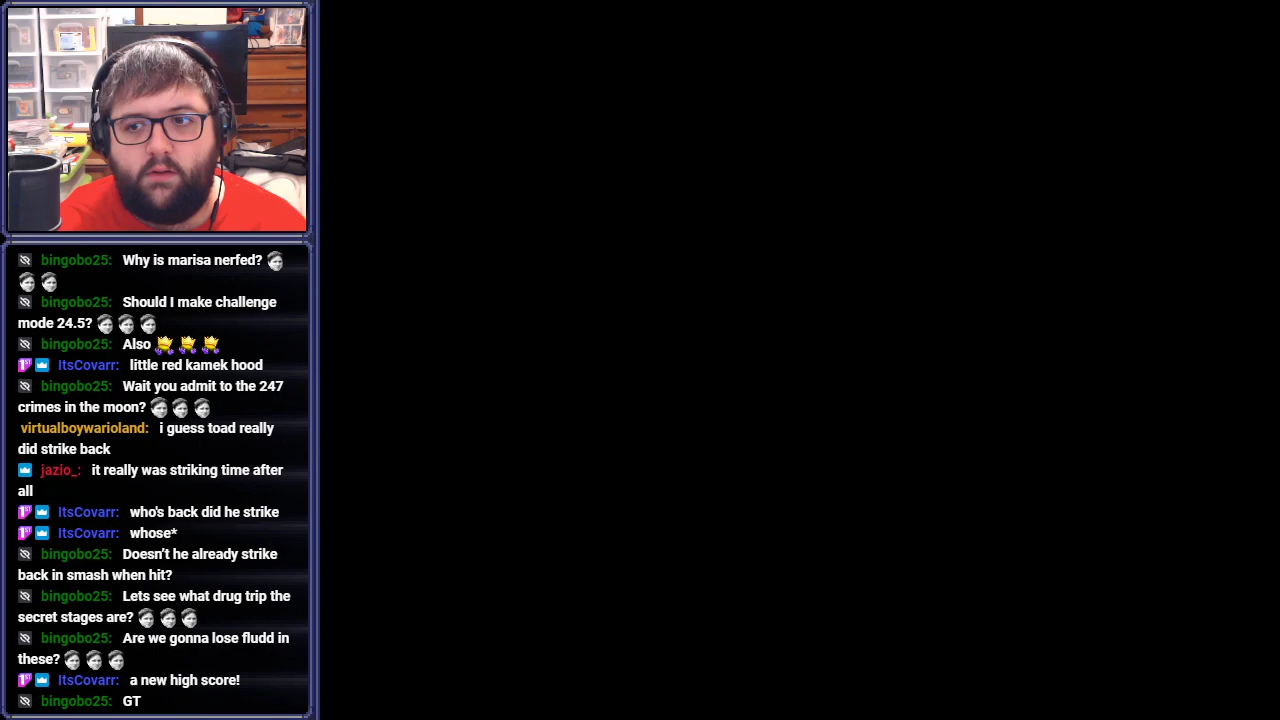 bingobo25: Why is marisa nerfed?
bingobo25: Should I make challenge
mode 24.5?
bingobo25: Also
ItsCovarr: little red kamek hood
bingobo25: Wait you admit to the 247
crimes in the moon?
virtualboywarioland: i guess toad really
did strike back
jazio_: it really was striking time after
all
ItsCovarr: who's back did he strike
ItsCovarr: whose*
bingobo25: Doesn't he already strike
back in smash when hit?
bingobo25: Lets see what drug trip the
secret stages are?
bingobo25: Are we gonna lose fludd in
these?
ItsCovarr: a new high score!
bingobo25: GT